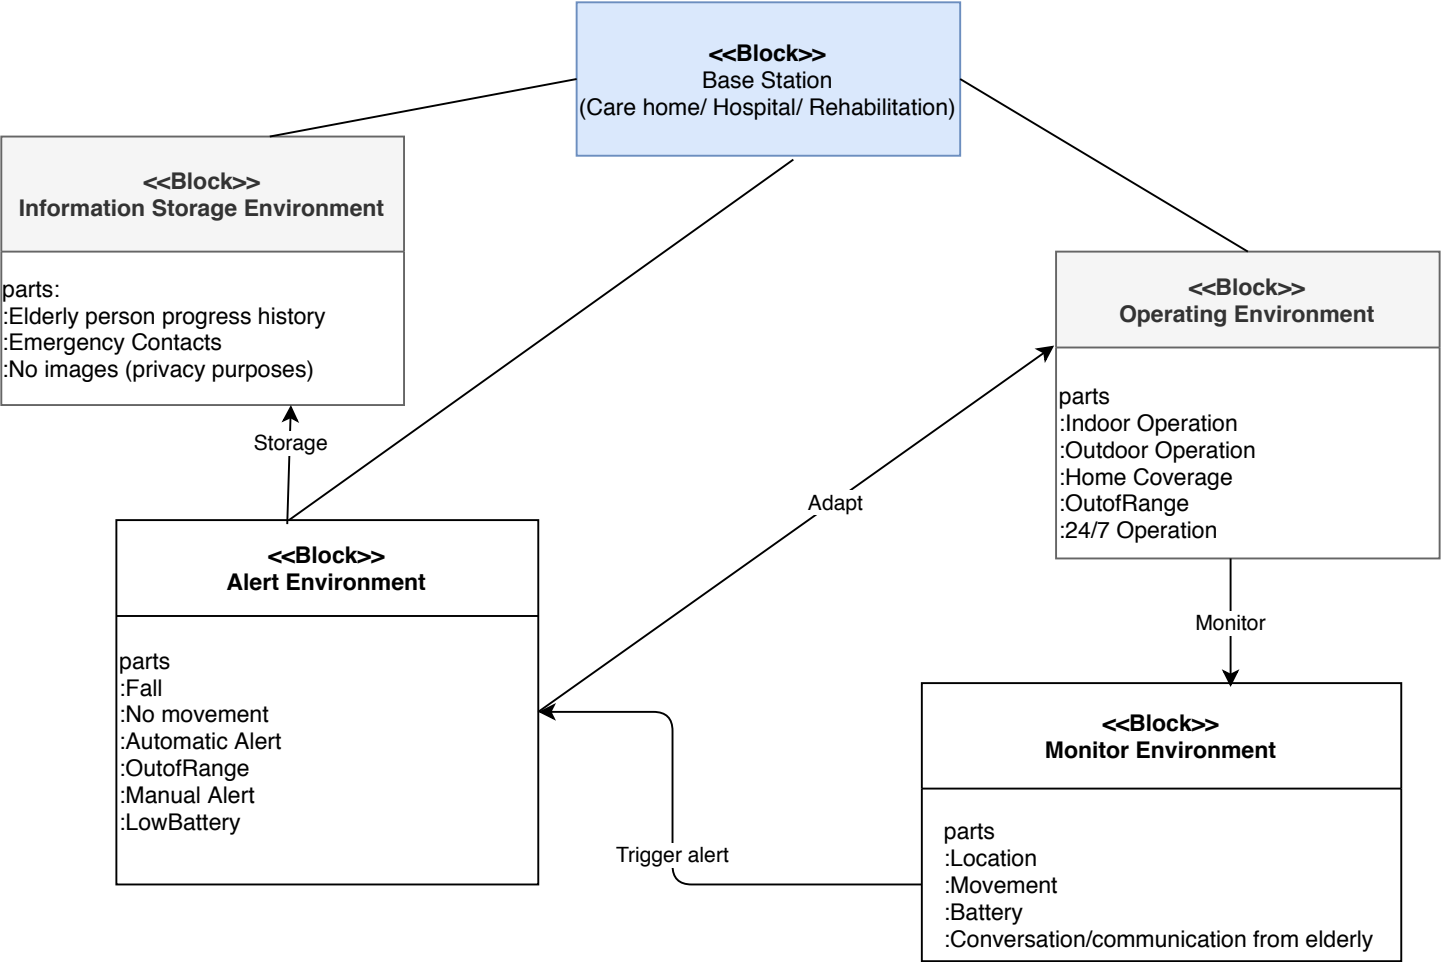 <<Block>>
Base Station
(Care home/ Hospital/ Rehabilitation)
<<Block>>
Information Storage Environment
parts:
:Elderly person progress history
:Emergency Contacts
:No images (privacy purposes)
<<Block>>
Operating Environment
parts
:Indoor Operation
:Outdoor Operation
:Home Coverage
:OutofRange
:24/7 Operation
Storage
Adapt
<<Block>>
Alert Environment
parts
:Fall
:No movement
:Automatic Alert
:OutofRange
:Manual Alert
:LowBattery
Monitor
Trigger alert
<<Block>>
Monitor Environment
parts
:Location
:Movement
:Battery
:Conversation/communication from elderly